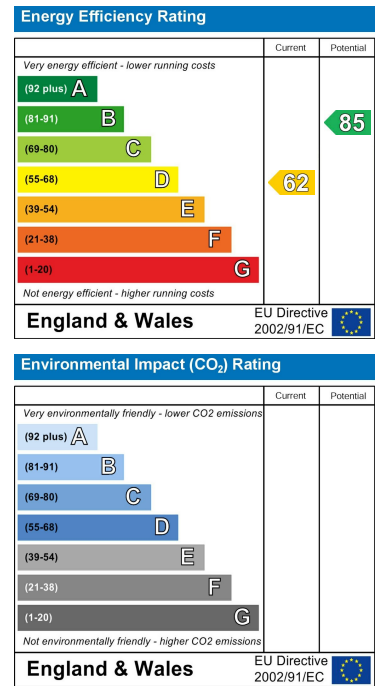 Energy Efficiency Rating
Current Potential
Very energy efficient - lower running costs
(92 plus) A
(81-91) B
85
(69-80) C
(55-68) D
62
(39-54) E
(21-38) F
(1-20) G
Not energy efficient - higher running costs
England & Wales
EU Directive
2002/91/EC
Environmental Impact (CO₂) Rating
Current Potential
Very environmentally friendly - lower CO2 emissions
(92 plus) A
(81-91) B
(69-80) C
(55-68) D
(39-54) E
(21-38) F
(1-20) G
Not environmentally friendly - higher CO2 emissions
England & Wales
EU Directive
2002/91/EC